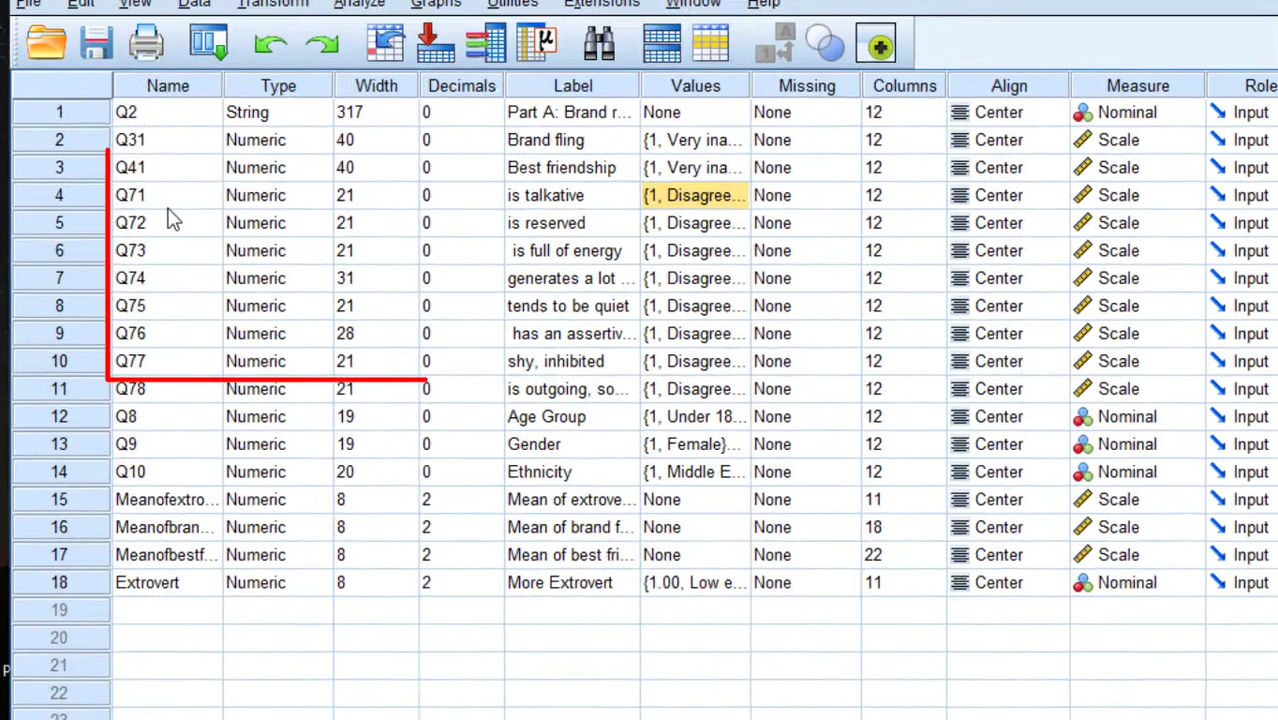 File Edit View Data Transform Analyze Graphs Utilities Extensions Window Help
Name Type Width Decimals Label Values Missing Columns Align Measure Role
1 Q2 String 317 0 Part A: Brand r... None None 12 Center Nominal Input
2 Q31 Numeric 40 0 Brand fling {1, Very ina... None 12 Center Scale Input
3 Q41 Numeric 40 0 Best friendship {1, Very ina... None 12 Center Scale Input
4 Q71 Numeric 21 0 is talkative {1, Disagree... None 12 Center Scale Input
5 Q72 Numeric 21 0 is reserved {1, Disagree... None 12 Center Scale Input
6 Q73 Numeric 21 0 is full of energy {1, Disagree... None 12 Center Scale Input
7 Q74 Numeric 31 0 generates a lot ... {1, Disagree... None 12 Center Scale Input
8 Q75 Numeric 21 0 tends to be quiet {1, Disagree... None 12 Center Scale Input
9 Q76 Numeric 28 0 has an assertiv... {1, Disagree... None 12 Center Scale Input
10 Q77 Numeric 21 0 shy, inhibited {1, Disagree... None 12 Center Scale Input
11 Q78 Numeric 21 0 is outgoing, so... {1, Disagree... None 12 Center Scale Input
12 Q8 Numeric 19 0 Age Group {1, Under 18... None 12 Center Nominal Input
13 Q9 Numeric 19 0 Gender {1, Female}... None 12 Center Nominal Input
14 Q10 Numeric 20 0 Ethnicity {1, Middle E... None 12 Center Nominal Input
15 Meanofextro... Numeric 8 2 Mean of extrove... None None 11 Center Scale Input
16 Meanofbran... Numeric 8 2 Mean of brand f... None None 18 Center Scale Input
17 Meanofbestf... Numeric 8 2 Mean of best fri... None None 22 Center Scale Input
18 Extrovert Numeric 8 2 More Extrovert {1.00, Low e... None 11 Center Nominal Input
19
20
21
22
23